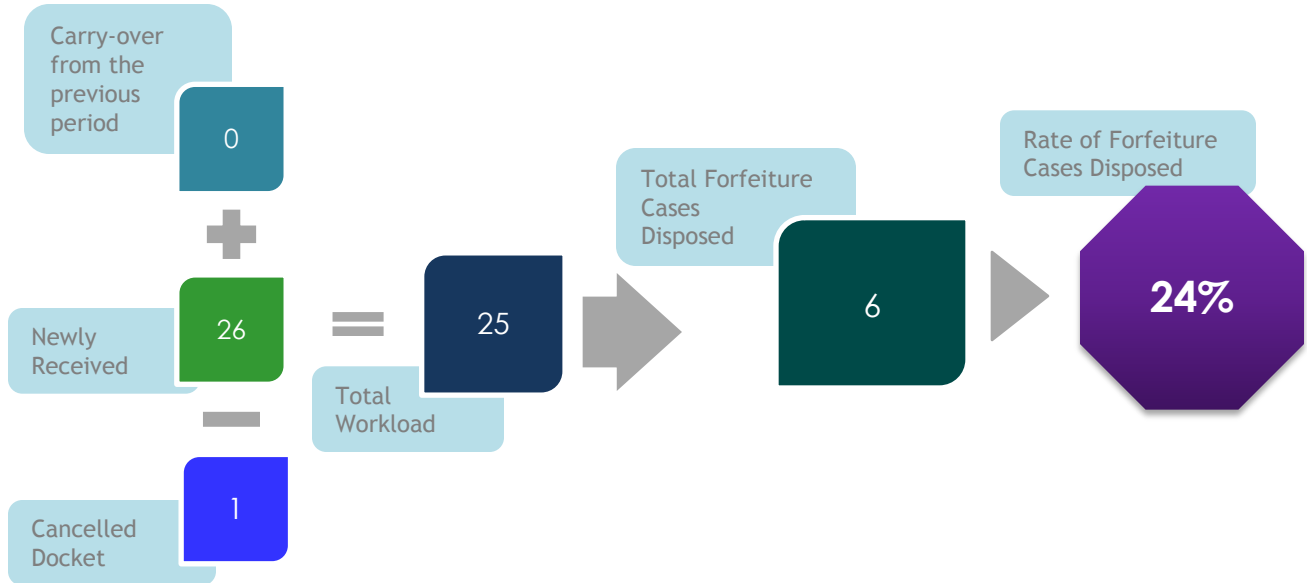 Carry-over
from the
previous
period
0
Newly
Received
26
Cancelled
Docket
1
Total
Workload
25
Total Forfeiture
Cases
Disposed
6
Rate of Forfeiture
Cases Disposed
24%